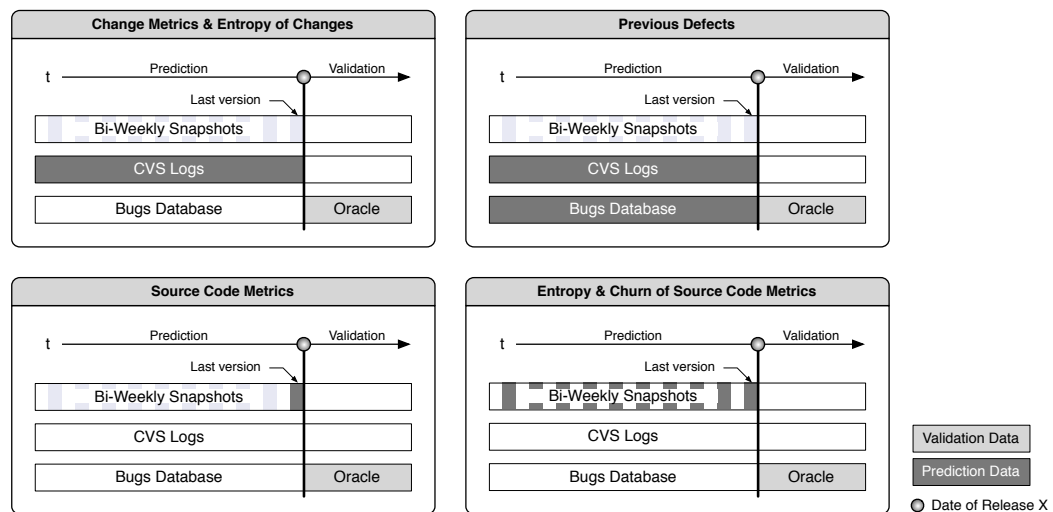 Change Metrics & Entropy of Changes
t
Prediction
Validation
Last version
Bi-Weekly Snapshots
CVS Logs
Bugs Database
Oracle
Previous Defects
t
Prediction
Validation
Last version
Bi-Weekly Snapshots
CVS Logs
Bugs Database
Oracle
Source Code Metrics
t
Prediction
Validation
Last version
Bi-Weekly Snapshots
CVS Logs
Bugs Database
Oracle
Entropy & Churn of Source Code Metrics
t
Prediction
Validation
Last version
Bi-Weekly Snapshots
CVS Logs
Bugs Database
Oracle
Validation Data
Prediction Data
Date of Release X